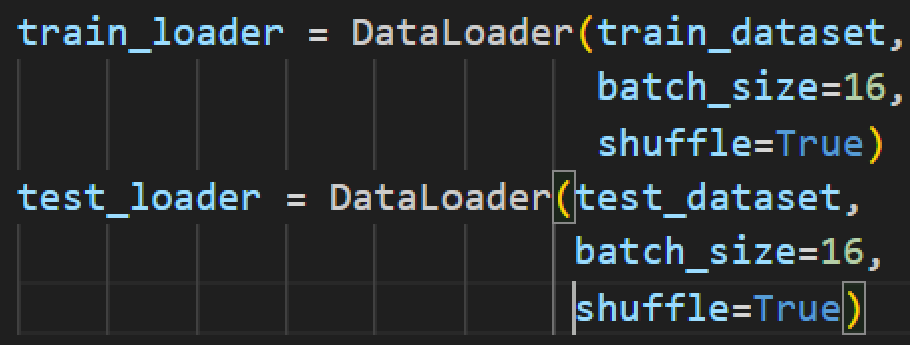 train_loader = DataLoader(train_dataset,
batch_size=16,
shuffle=True)
test_loader = DataLoader(test_dataset,
batch_size=16,
shuffle=True)